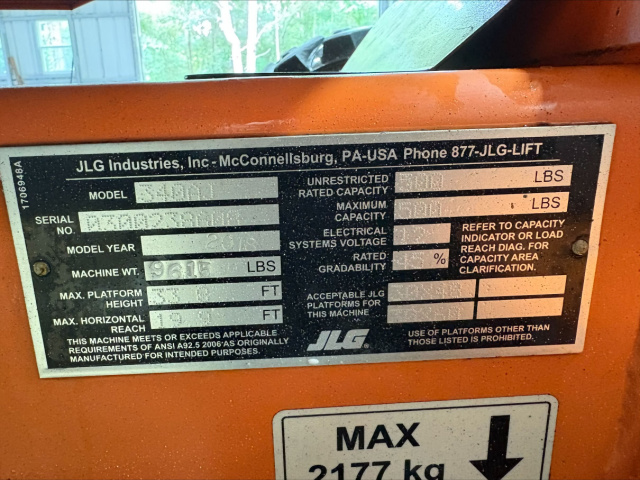 1706948A
JLG Industries, Inc - McConnellsburg, PA-USA Phone 877-JLG-LIFT
MODEL
SERIAL NO.
MODEL YEAR
MACHINE WT. LBS
MAX. PLATFORM HEIGHT FT
MAX. HORIZONTAL REACH FT
THIS MACHINE MEETS OR EXCEEDS APPLICABLE
REQUIREMENTS OF ANSI A92.5 2006 AS ORIGINALLY
MANUFACTURED FOR INTENDED PURPOSES.
UNRESTRICTED RATED CAPACITY LBS
MAXIMUM CAPACITY 500 LBS
ELECTRICAL SYSTEMS VOLTAGE 12
RATED GRADABILITY 45 %
REFER TO CAPACITY
INDICATOR OR LOAD
REACH DIAG. FOR
CAPACITY AREA
CLARIFICATION.
ACCEPTABLE JLG
PLATFORMS FOR
THIS MACHINE
JLG®
USE OF PLATFORMS OTHER THAN
THOSE LISTED IS PROHIBITED.
MAX
2177 kg